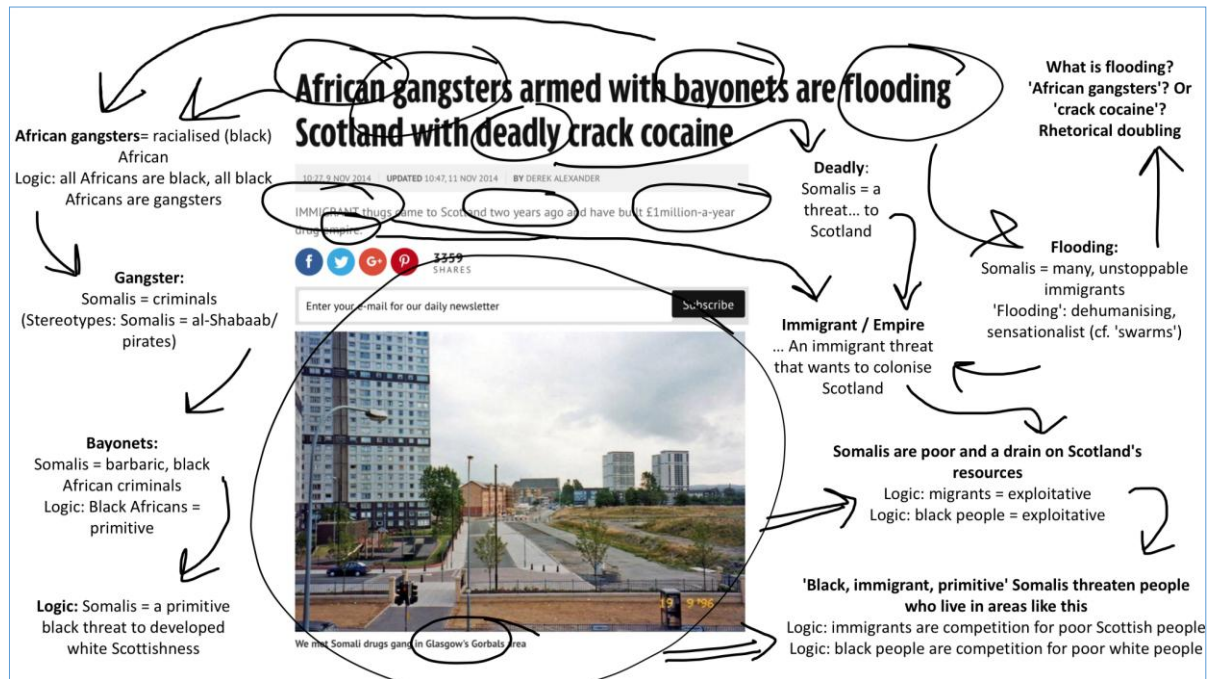 African gangsters armed with bayonets are flooding
Scotland with deadly crack cocaine
10:27, 9 NOV 2014 UPDATED 10:47, 11 NOV 2014 BY DEREK ALEXANDER
IMMIGRANT thugs came to Scotland two years ago and have built £1million-a-year
drug empire.
3359
SHARES
Enter your e-mail for our daily newsletter
Subscribe
19 9 '96
We met Somali drugs gang in Glasgow's Gorbals area
African gangsters= racialised (black)
African
Logic: all Africans are black, all black
Africans are gangsters
Gangster:
Somalis = criminals
(Stereotypes: Somalis = al-Shabaab/
pirates)
Bayonets:
Somalis = barbaric, black
African criminals
Logic: Black Africans =
primitive
Logic: Somalis = a primitive
black threat to developed
white Scottishness
What is flooding?
'African gangsters'? Or
'crack cocaine'?
Rhetorical doubling
Deadly:
Somalis = a
threat... to
Scotland
Flooding:
Somalis = many, unstoppable
immigrants
'Flooding': dehumanising,
sensationalist (cf. 'swarms')
Immigrant / Empire
... An immigrant threat
that wants to colonise
Scotland
Somalis are poor and a drain on Scotland's
resources
Logic: migrants = exploitative
Logic: black people = exploitative
'Black, immigrant, primitive' Somalis threaten people
who live in areas like this
Logic: immigrants are competition for poor Scottish people
Logic: black people are competition for poor white people